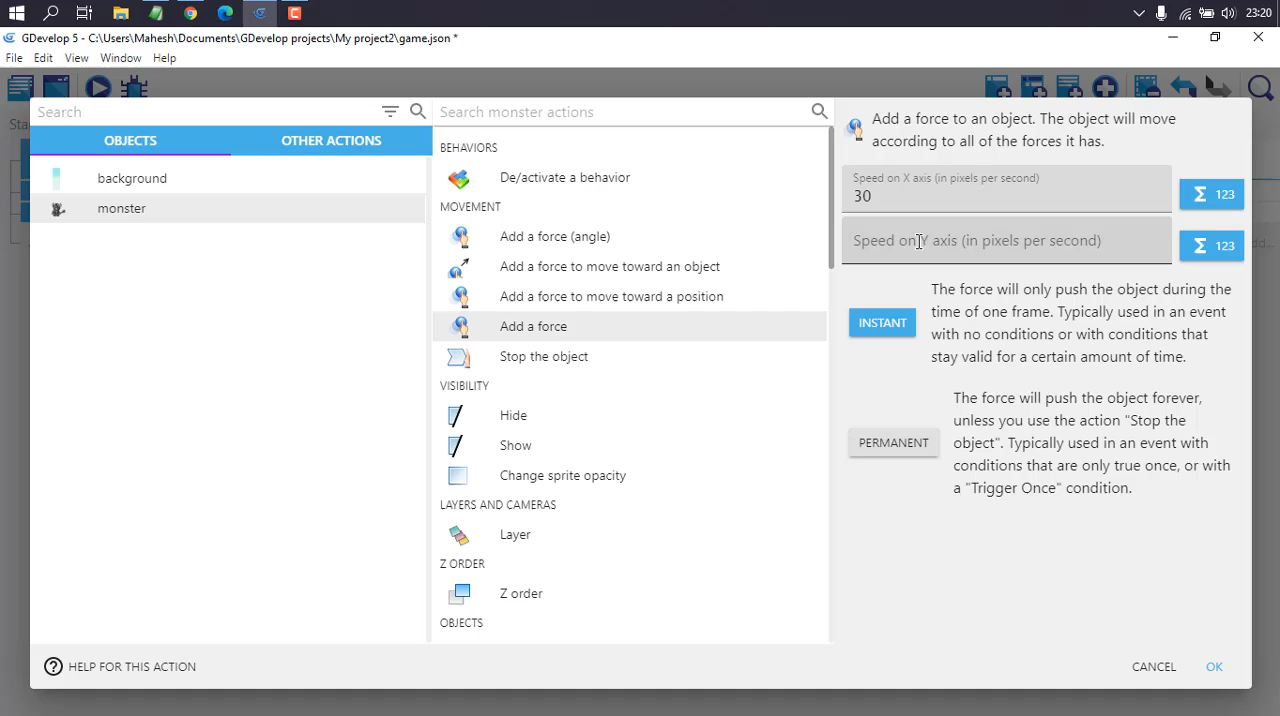 23:20
GDevelop 5 - C:\Users\Mahesh\Documents\GDevelop projects\My project2\game.json *
File Edit View Window Help
Search
Search monster actions
Add a force to an object. The object will move
according to all of the forces it has.
OBJECTS
OTHER ACTIONS
background
monster
BEHAVIORS
De/activate a behavior
MOVEMENT
Add a force (angle)
Add a force to move toward an object
Add a force to move toward a position
Add a force
Stop the object
VISIBILITY
Hide
Show
Change sprite opacity
LAYERS AND CAMERAS
Layer
Z ORDER
Z order
OBJECTS
Speed on X axis (in pixels per second)
30
Σ 123
Speed on Y axis (in pixels per second)
Σ 123
INSTANT
The force will only push the object during the
time of one frame. Typically used in an event
with no conditions or with conditions that
stay valid for a certain amount of time.
PERMANENT
The force will push the object forever,
unless you use the action "Stop the
object". Typically used in an event with
conditions that are only true once, or with
a "Trigger Once" condition.
HELP FOR THIS ACTION
CANCEL
OK